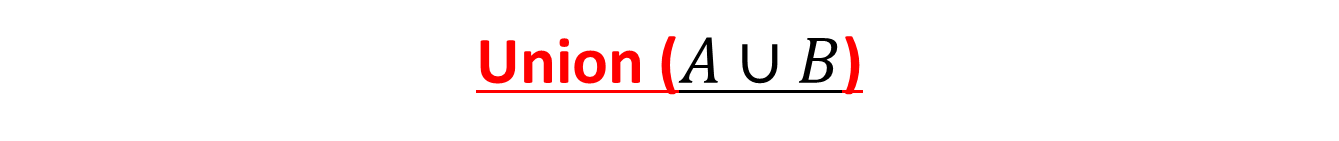 Union (A ∪ B)